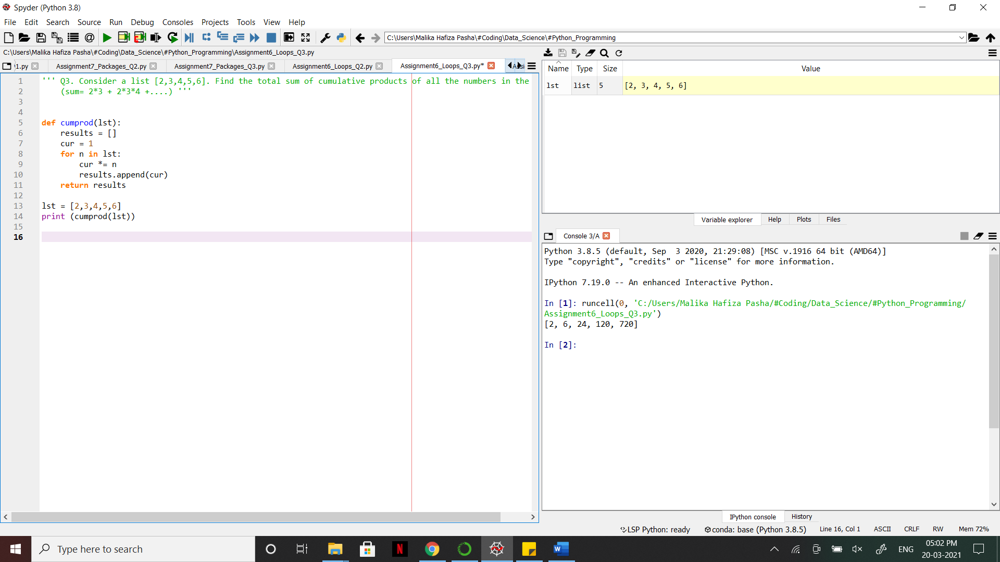 Spyder (Python 3.8)
File Edit Search Source Run Debug Consoles Projects Tools View Help
C:\Users\Malika Hafiza Pasha\#Coding\Data_Science\#Python_Programming
C:\Users\Malika Hafiza Pasha\#Coding\Data_Science\#Python_Programming\Assignment6_Loops_Q3.py
1.py Assignment7_Packages_Q2.py Assignment7_Packages_Q3.py Assignment6_Loops_Q2.py Assignment6_Loops_Q3.py*
1 ''' Q3. Consider a list [2,3,4,5,6]. Find the total sum of cumulative products of all the numbers in the
2 (sum= 2*3 + 2*3*4 +....) '''
3
4
5 def cumprod(lst):
6 results = []
7 cur = 1
8 for n in lst:
9 cur *= n
10 results.append(cur)
11 return results
12
13 lst = [2,3,4,5,6]
14 print (cumprod(lst))
15
16
Name Type Size Value
lst list 5 [2, 3, 4, 5, 6]
Variable explorer Help Plots Files
Console 3/A
Python 3.8.5 (default, Sep  3 2020, 21:29:08) [MSC v.1916 64 bit (AMD64)]
Type "copyright", "credits" or "license" for more information.
IPython 7.19.0 -- An enhanced Interactive Python.
In [1]: runcell(0, 'C:/Users/Malika Hafiza Pasha/#Coding/Data_Science/#Python_Programming/
Assignment6_Loops_Q3.py')
[2, 6, 24, 120, 720]
In [2]:
IPython console History
LSP Python: ready conda: base (Python 3.8.5) Line 16, Col 1 ASCII CRLF RW Mem 72%
Type here to search
ENG
05:02 PM
20-03-2021